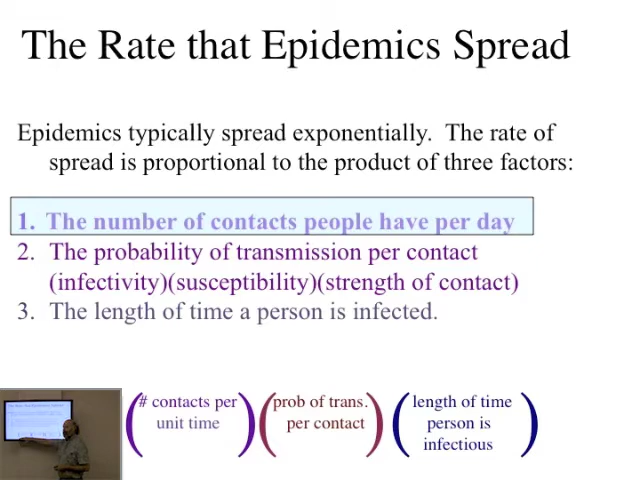 The Rate that Epidemics Spread
Epidemics typically spread exponentially.  The rate of
spread is proportional to the product of three factors:
1. The number of contacts people have per day
2. The probability of transmission per contact
(infectivity)(susceptibility)(strength of contact)
3. The length of time a person is infected.
( # contacts per ) ( prob of trans. ) ( length of time )
unit time per contact person is
infectious